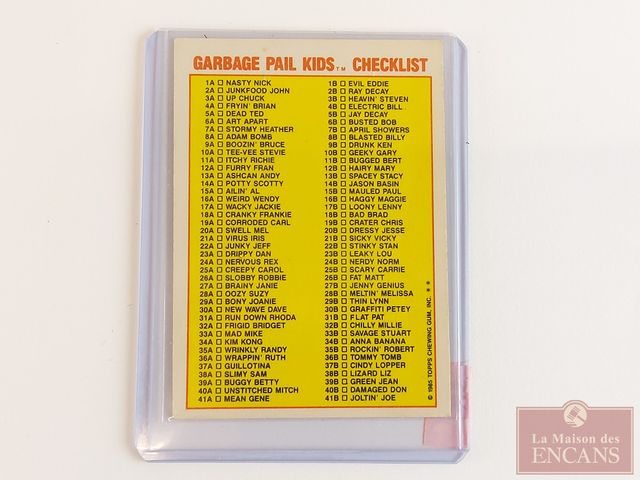 GARBAGE PAIL KIDS™ CHECKLIST
1A □ NASTY NICK
2A □ JUNKFOOD JOHN
3A □ UP CHUCK
4A □ FRYIN' BRIAN
5A □ DEAD TED
6A □ ART APART
7A □ STORMY HEATHER
8A □ ADAM BOMB
9A □ BOOZIN' BRUCE
10A □ TEE-VEE STEVIE
11A □ ITCHY RICHIE
12A □ FURRY FRAN
13A □ ASHCAN ANDY
14A □ POTTY SCOTTY
15A □ AILIN' AL
16A □ WEIRD WENDY
17A □ WACKY JACKIE
18A □ CRANKY FRANKIE
19A □ CORRODED CARL
20A □ SWELL MEL
21A □ VIRUS IRIS
22A □ JUNKY JEFF
23A □ DRIPPY DAN
24A □ NERVOUS REX
25A □ CREEPY CAROL
26A □ SLOBBY ROBBIE
27A □ BRAINY JANIE
28A □ OOZY SUZY
29A □ BONY JOANIE
30A □ NEW WAVE DAVE
31A □ RUN DOWN RHODA
32A □ FRIGID BRIDGET
33A □ MAD MIKE
34A □ KIM KONG
35A □ WRINKLY RANDY
36A □ WRAPPIN' RUTH
37A □ GUILLOTINA
38A □ SLIMY SAM
39A □ BUGGY BETTY
40A □ UNSTITCHED MITCH
41A □ MEAN GENE
1B □ EVIL EDDIE
2B □ RAY DECAY
3B □ HEAVIN' STEVEN
4B □ ELECTRIC BILL
5B □ JAY DECAY
6B □ BUSTED BOB
7B □ APRIL SHOWERS
8B □ BLASTED BILLY
9B □ DRUNK KEN
10B □ GEEKY GARY
11B □ BUGGED BERT
12B □ HAIRY MARY
13B □ SPACEY STACY
14B □ JASON BASIN
15B □ MAULED PAUL
16B □ HAGGY MAGGIE
17B □ LOONY LENNY
18B □ BAD BRAD
19B □ CRATER CHRIS
20B □ DRESSY JESSE
21B □ SICKY VICKY
22B □ STINKY STAN
23B □ LEAKY LOU
24B □ NERDY NORM
25B □ SCARY CARRIE
26B □ FAT MATT
27B □ JENNY GENIUS
28B □ MELTIN' MELISSA
29B □ THIN LYNN
30B □ GRAFFITI PETEY
31B □ FLAT PAT
32B □ CHILLY MILLIE
33B □ SAVAGE STUART
34B □ ANNA BANANA
35B □ ROCKIN' ROBERT
36B □ TOMMY TOMB
37B □ CINDY LOPPER
38B □ LIZARD LIZ
39B □ GREEN JEAN
40B □ DAMAGED DON
41B □ JOLTIN' JOE
© 1985 TOPPS CHEWING GUM, INC. * *
La Maison des
ENCANS